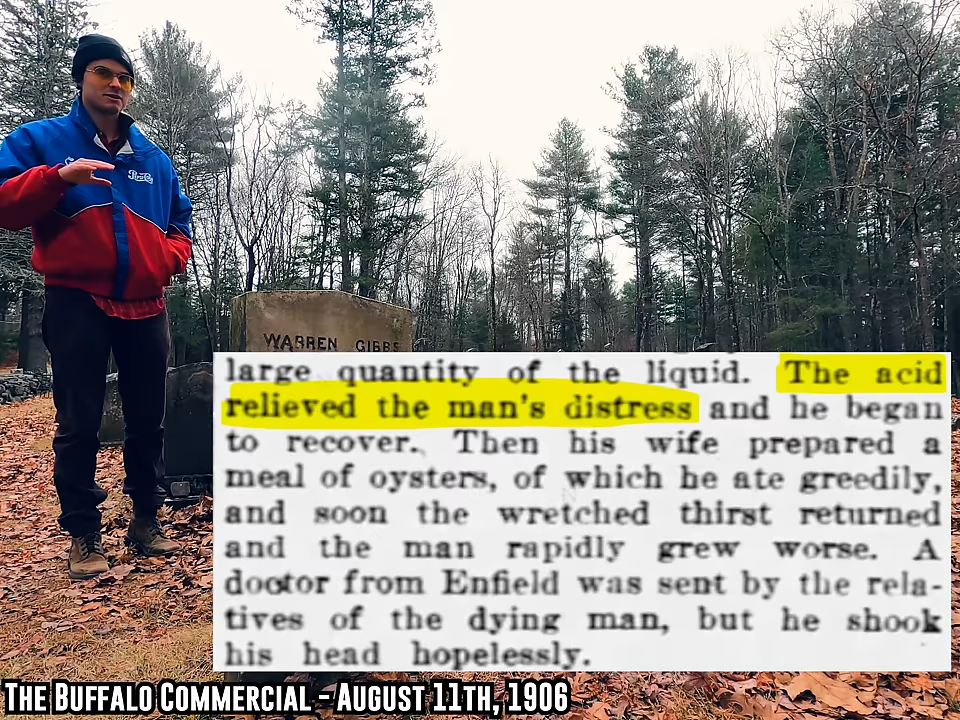 WARREN GIBBS
large quantity of the liquid. The acid
relieved the man's distress and he began
to recover. Then his wife prepared a
meal of oysters, of which he ate greedily,
and soon the wretched thirst returned
and the man rapidly grew worse. A
doctor from Enfield was sent by the rela-
tives of the dying man, but he shook
his head hopelessly.
THE BUFFALO COMMERCIAL - AUGUST 11TH, 1906